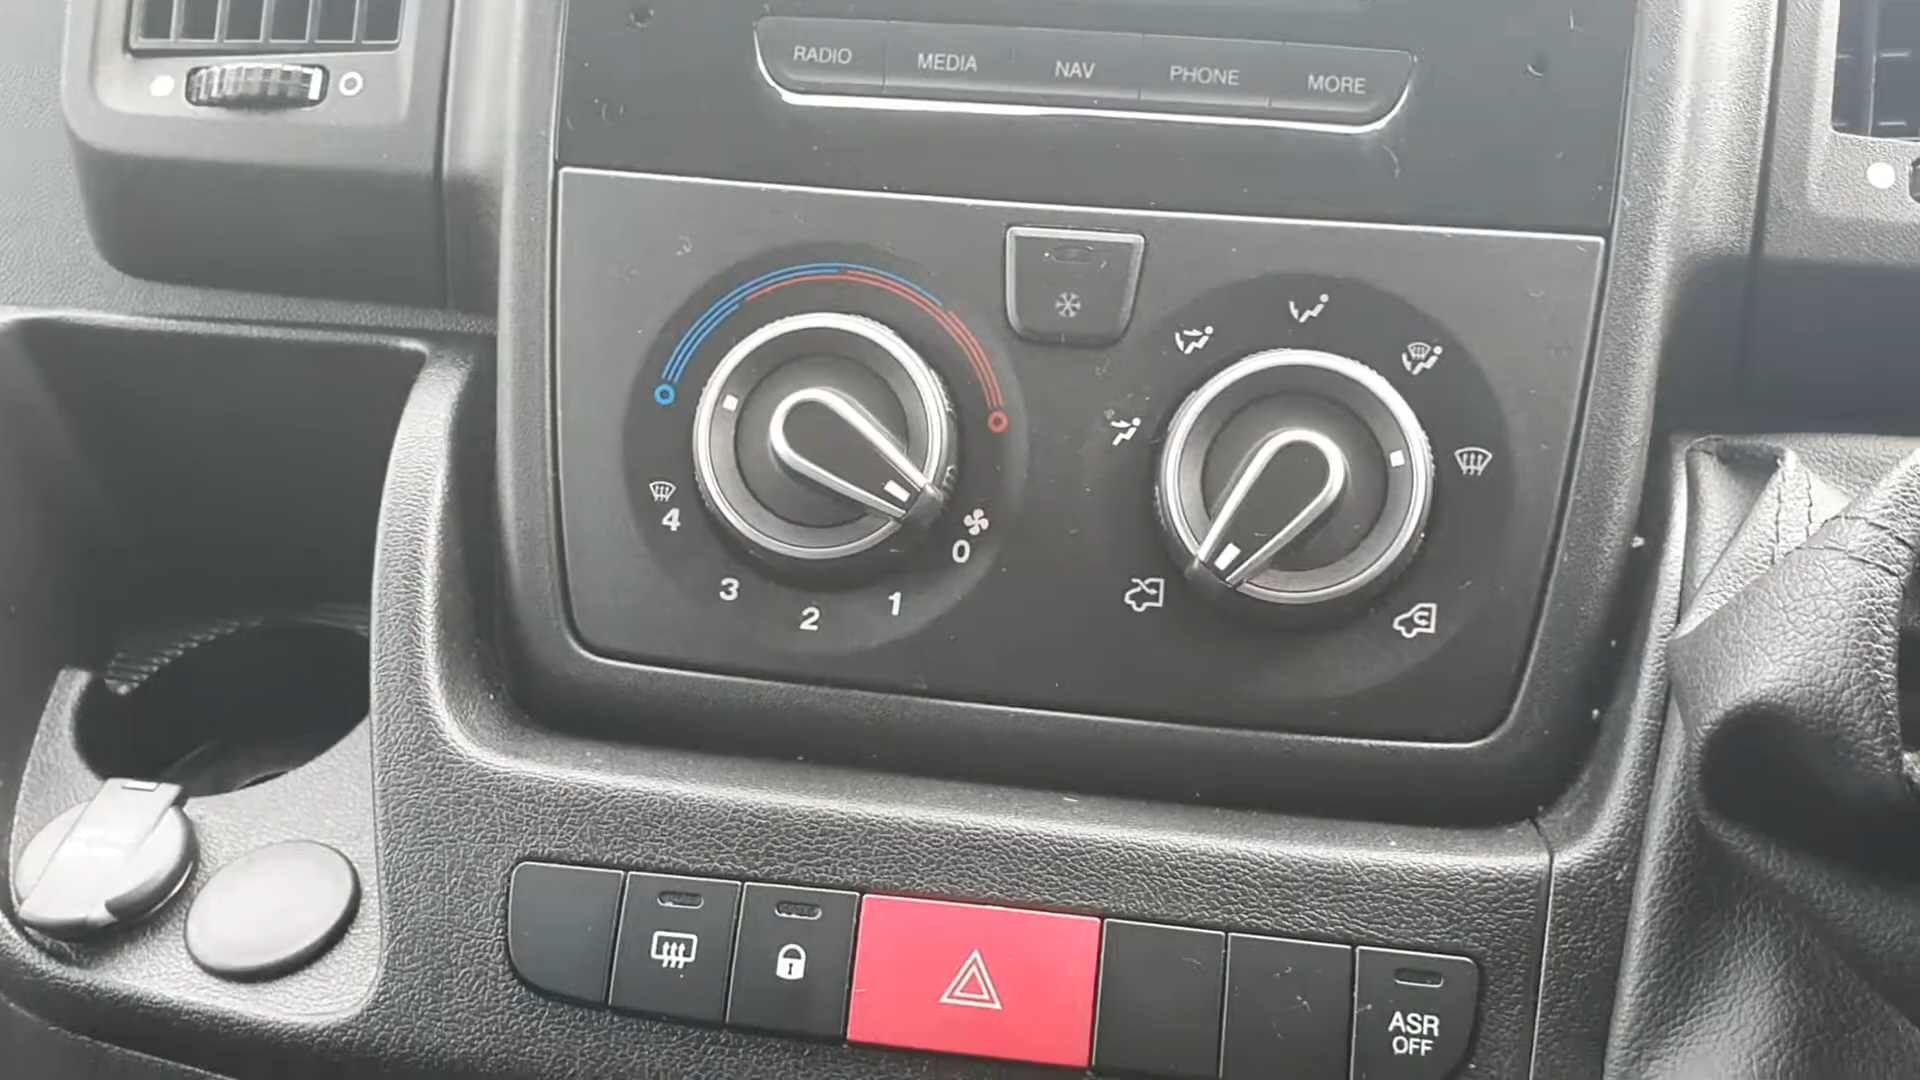 RADIO MEDIA NAV PHONE MORE
4 0
3 2 1
ASR
OFF